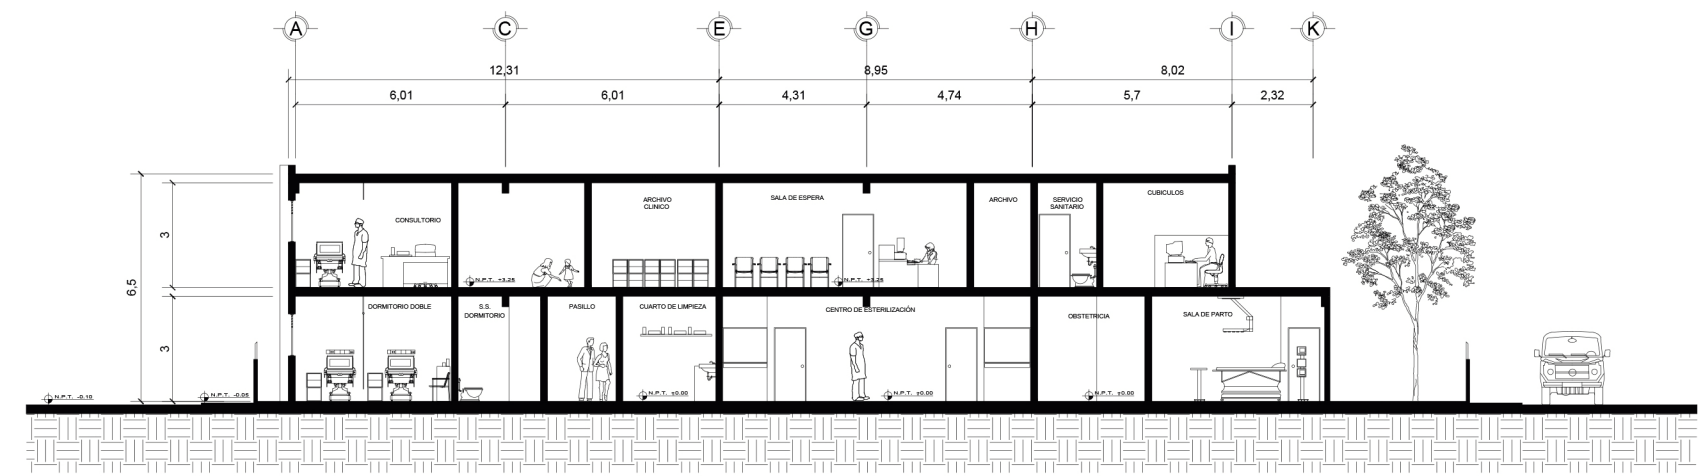 A C E G H I K
12,31 8,95 8,02
6,01 6,01 4,31 4,74 5,7 2,32
6,5
3
3
CONSULTORIO
N.P.T. +3.25
ARCHIVO
CLINICO
SALA DE ESPERA
N.P.T. +3.25
ARCHIVO
SERVICIO
SANITARIO
CUBICULOS
DORMITORIO DOBLE
S.S.
DORMITORIO
PASILLO
CUARTO DE LIMPIEZA
CENTRO DE ESTERILIZACIÓN
OBSTETRICIA
SALA DE PARTO
N.P.T. -0.10
N.P.T. -0.05
N.P.T. ±0.00
N.P.T. ±0.00
N.P.T. ±0.00